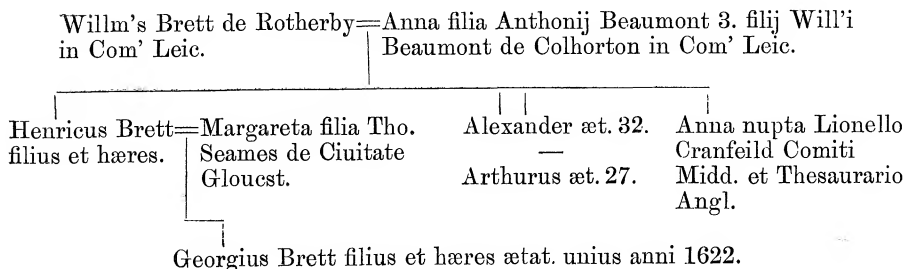 Willm's Brett de Rotherby=Anna filia Anthonij Beaumont 3. filij Will'i
in Com' Leic. Beaumont de Colhorton in Com' Leic.
Henricus Brett=Margareta filia Tho.
filius et hæres. Seames de Ciuitate
Gloucst.
Alexander æt. 32.
—
Arthurus æt. 27.
Anna nupta Lionello
Cranfeild Comiti
Midd. et Thesaurario
Angl.
Georgius Brett filius et hæres ætat. unius anni 1622.